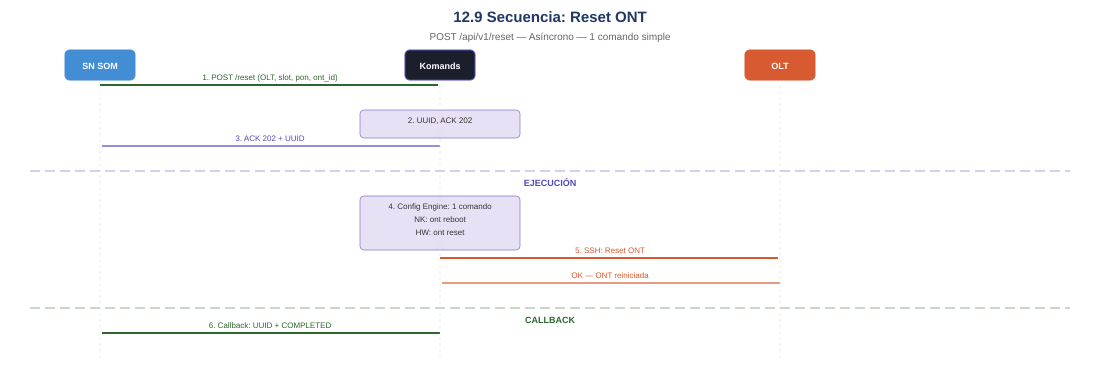 12.9 Secuencia: Reset ONT
POST /api/v1/reset — Asíncrono — 1 comando simple
SN SOM
Komands
OLT
1. POST /reset (OLT, slot, pon, ont_id)
2. UUID, ACK 202
3. ACK 202 + UUID
EJECUCIÓN
4. Config Engine: 1 comando
NK: ont reboot
HW: ont reset
5. SSH: Reset ONT
OK — ONT reiniciada
CALLBACK
6. Callback: UUID + COMPLETED